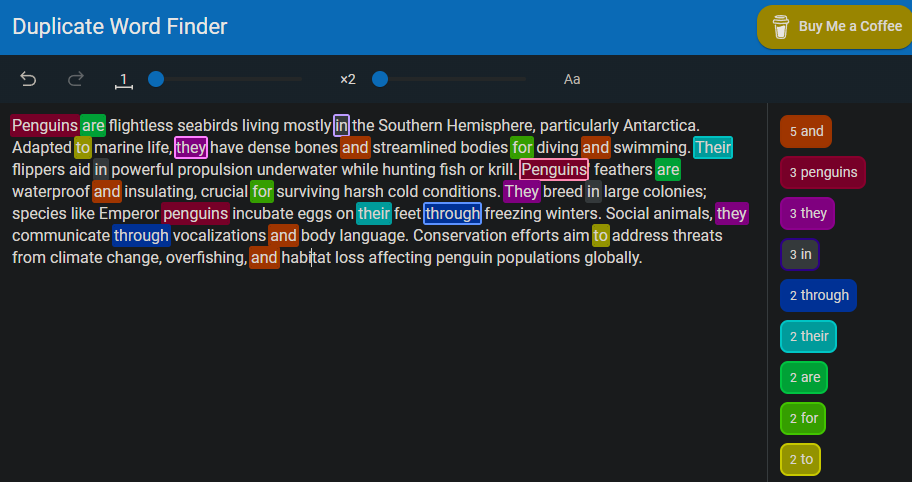 Duplicate Word Finder
Buy Me a Coffee
1
×2
Aa
Penguins are flightless seabirds living mostly in the Southern Hemisphere, particularly Antarctica.
Adapted to marine life, they have dense bones and streamlined bodies for diving and swimming. Their
flippers aid in powerful propulsion underwater while hunting fish or krill. Penguins' feathers are
waterproof and insulating, crucial for surviving harsh cold conditions. They breed in large colonies;
species like Emperor penguins incubate eggs on their feet through freezing winters. Social animals, they
communicate through vocalizations and body language. Conservation efforts aim to address threats
from climate change, overfishing, and habitat loss affecting penguin populations globally.
5 and
3 penguins
3 they
3 in
2 through
2 their
2 are
2 for
2 to